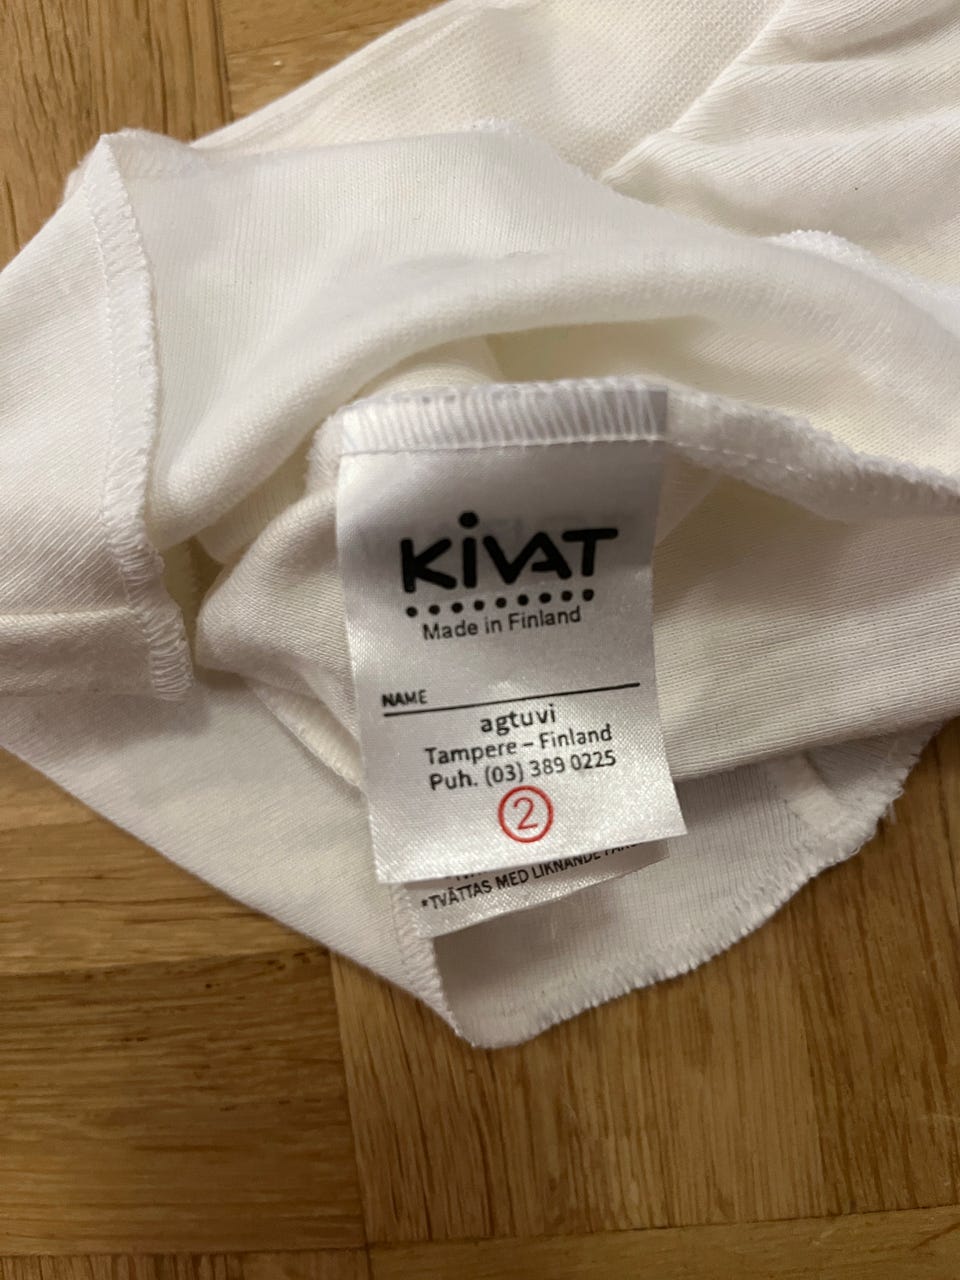 KiVAT
Made in Finland
NAME
agtuvi
Tampere – Finland
Puh. (03) 389 0225
2
*TVÄTTAS MED LIKNANDE